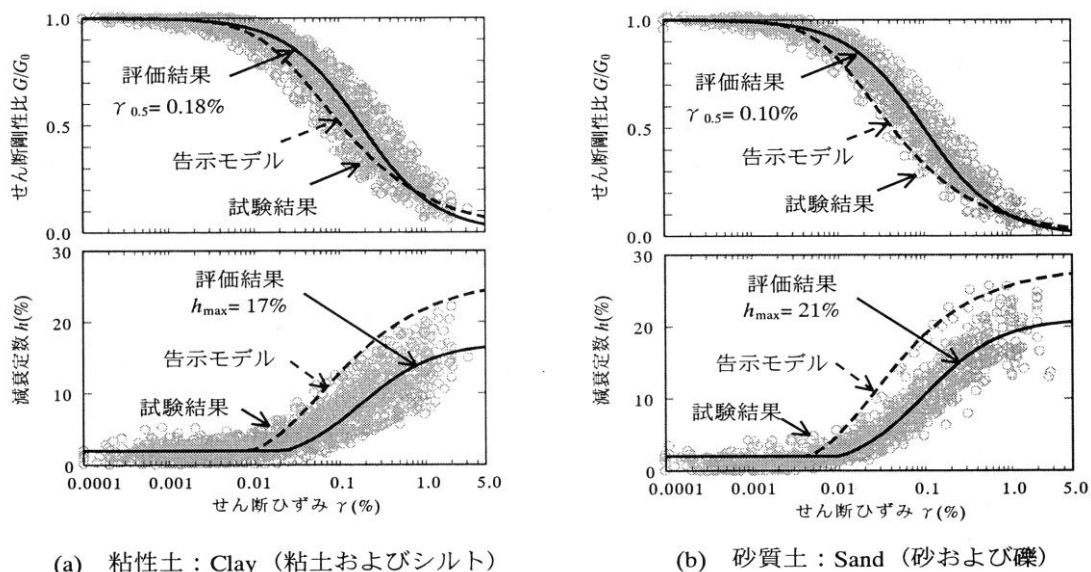 せん断剛性比 G/G0
1.0
0.5
0.0
評価結果
γ 0.5= 0.18%
告示モデル
試験結果
減衰定数 h(%)
30
20
10
0
評価結果
hmax= 17%
告示モデル
試験結果
0.0001 0.001 0.01 0.1 1.0 5.0
せん断ひずみ γ(%)
(a) 粘性土：Clay（粘土およびシルト）
せん断剛性比 G/G0
1.0
0.5
0.0
評価結果
γ 0.5= 0.10%
告示モデル
試験結果
減衰定数 h(%)
30
20
10
0
評価結果
hmax= 21%
告示モデル
試験結果
0.0001 0.001 0.01 0.1 1.0 5.0
せん断ひずみ γ(%)
(b) 砂質土：Sand（砂および礫）